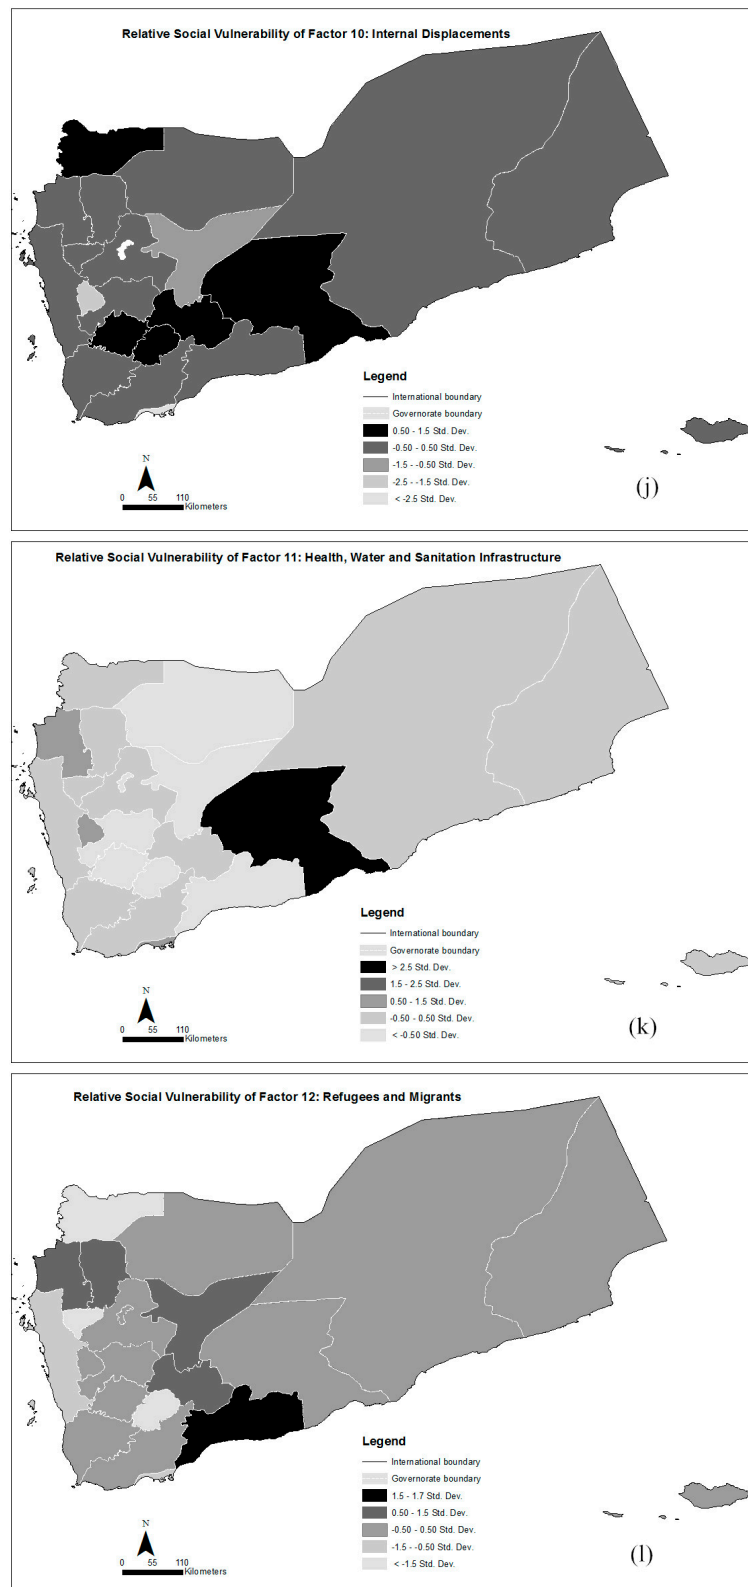 Relative Social Vulnerability of Factor 10: Internal Displacements
Legend
International boundary
Governorate boundary
0.50 - 1.5 Std. Dev.
-0.50 - 0.50 Std. Dev.
-1.5 - -0.50 Std. Dev.
-2.5 - -1.5 Std. Dev.
< -2.5 Std. Dev.
N
0 55 110
Kilometers
(j)
Relative Social Vulnerability of Factor 11: Health, Water and Sanitation Infrastructure
Legend
International boundary
Governorate boundary
> 2.5 Std. Dev.
1.5 - 2.5 Std. Dev.
0.50 - 1.5 Std. Dev.
-0.50 - 0.50 Std. Dev.
< -0.50 Std. Dev.
N
0 55 110
Kilometers
(k)
Relative Social Vulnerability of Factor 12: Refugees and Migrants
Legend
International boundary
Governorate boundary
1.5 - 1.7 Std. Dev.
0.50 - 1.5 Std. Dev.
-0.50 - 0.50 Std. Dev.
-1.5 - -0.50 Std. Dev.
< -1.5 Std. Dev.
N
0 55 110
Kilometers
(l)